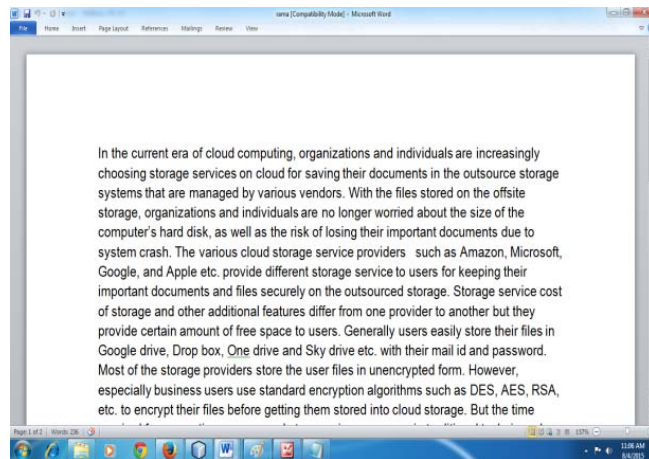 rama [Compatibility Mode] - Microsoft Word
File Home Insert Page Layout References Mailings Review View
In the current era of cloud computing, organizations and individuals are increasingly
choosing storage services on cloud for saving their documents in the outsource storage
systems that are managed by various vendors. With the files stored on the offsite
storage, organizations and individuals are no longer worried about the size of the
computer's hard disk, as well as the risk of losing their important documents due to
system crash. The various cloud storage service providers such as Amazon, Microsoft,
Google, and Apple etc. provide different storage service to users for keeping their
important documents and files securely on the outsourced storage. Storage service cost
of storage and other additional features differ from one provider to another but they
provide certain amount of free space to users. Generally users easily store their files in
Google drive, Drop box, One drive and Sky drive etc. with their mail id and password.
Most of the storage providers store the user files in unencrypted form. However,
especially business users use standard encryption algorithms such as DES, AES, RSA,
etc. to encrypt their files before getting them stored into cloud storage. But the time
Page: 1 of 2 Words: 236 137%
11:06 AM
8/4/2015